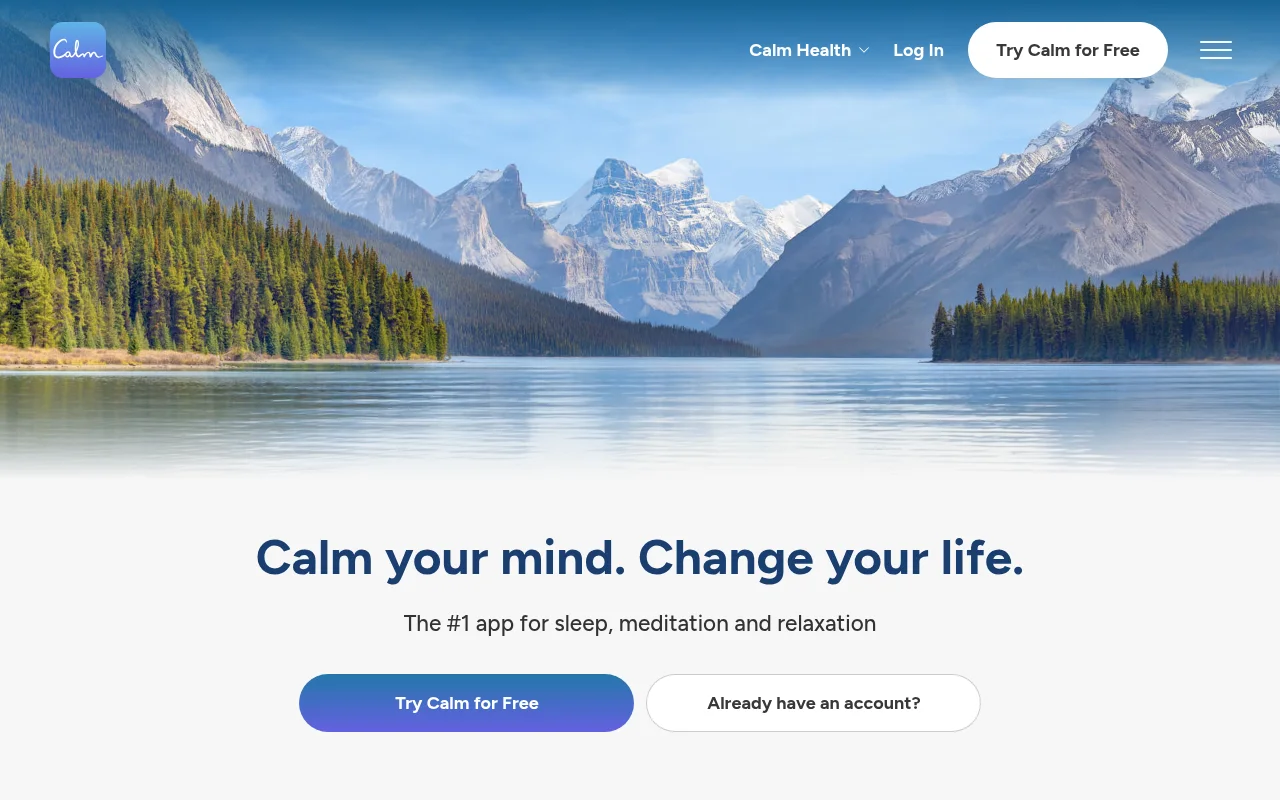 Calm
Calm Health
Log In
Try Calm for Free
Calm your mind. Change your life.
The #1 app for sleep, meditation and relaxation
Try Calm for Free
Already have an account?